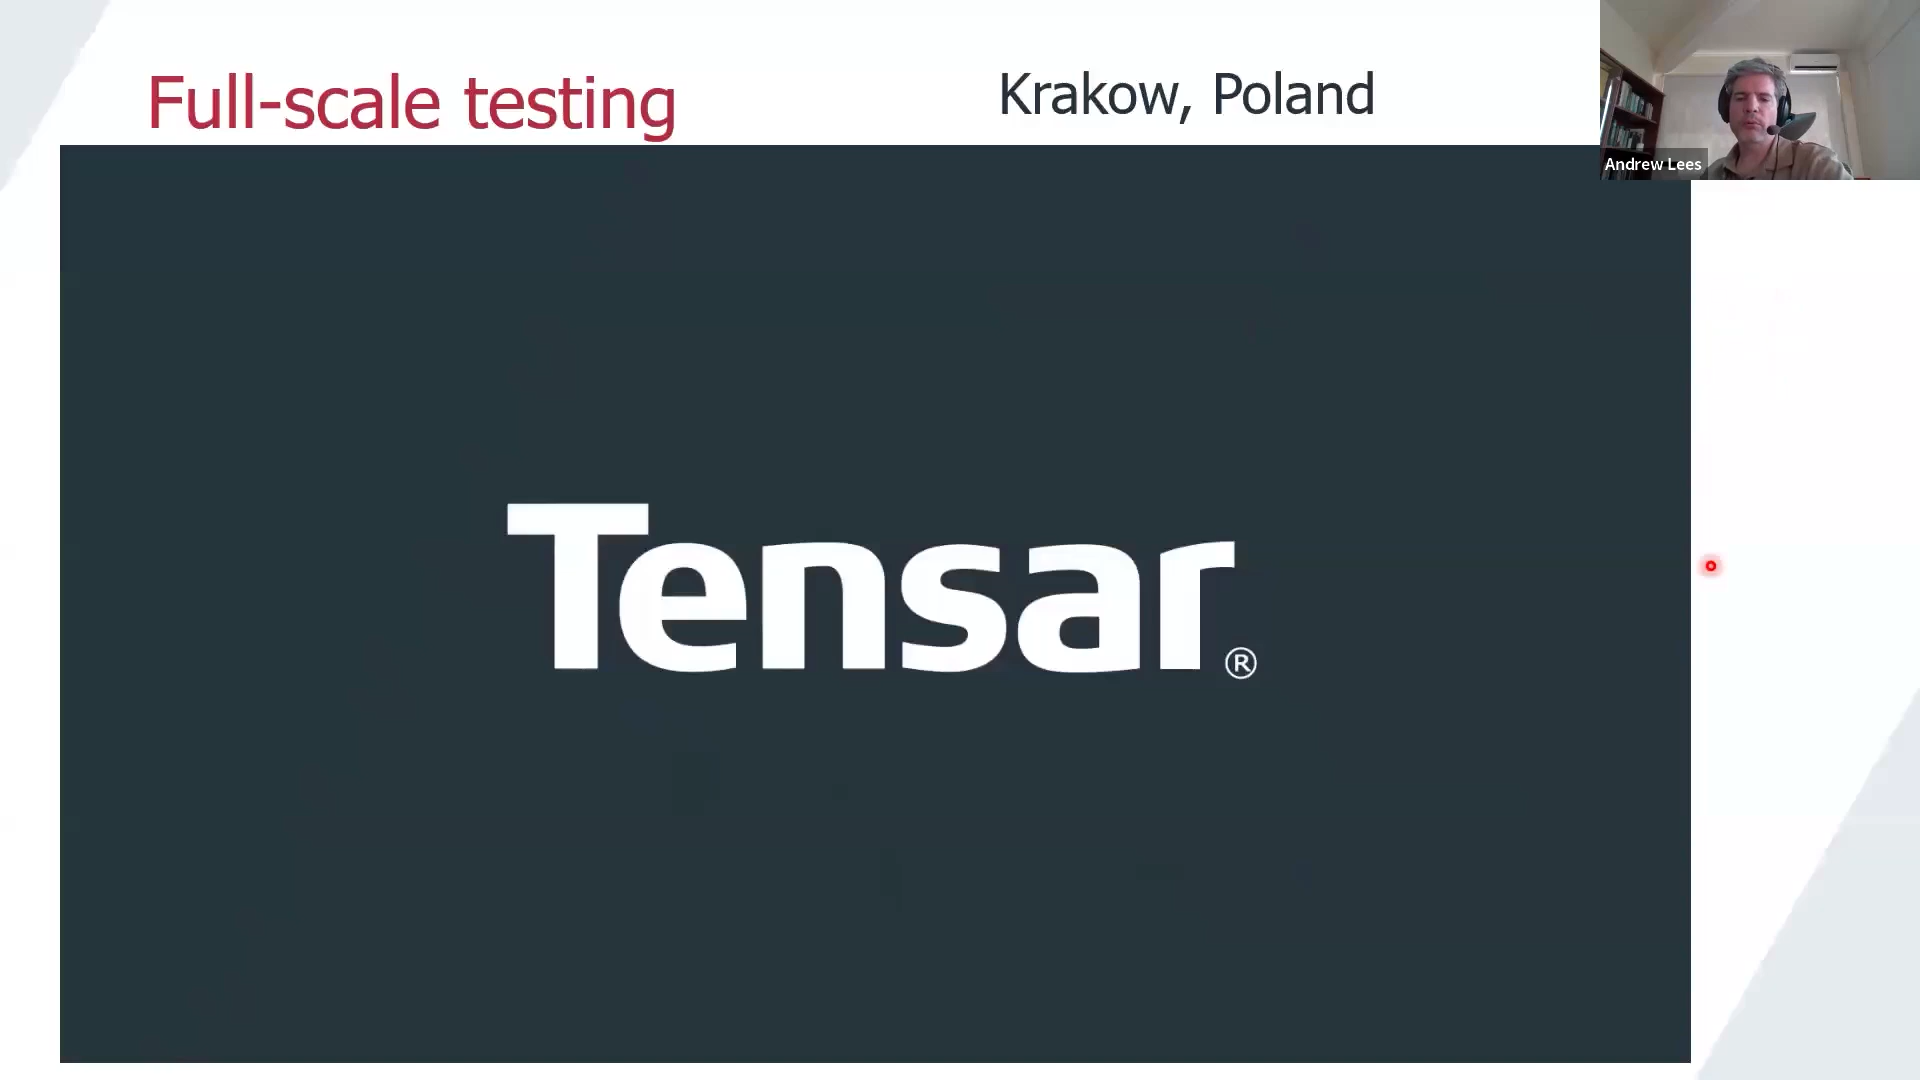 Full-scale testing
Krakow, Poland
Andrew Lees
Tensar®